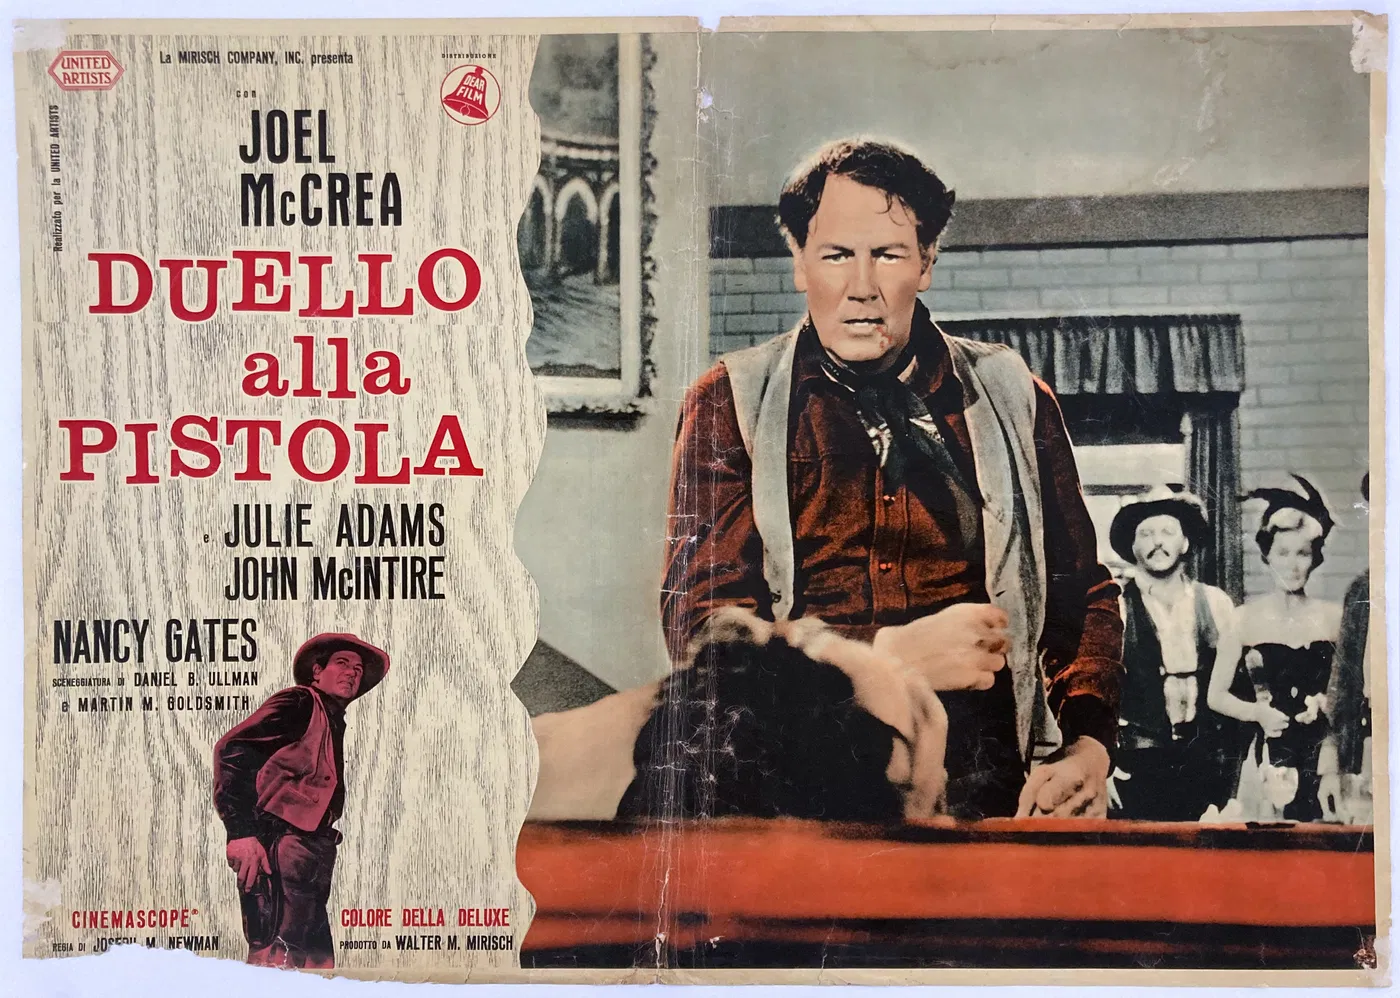 UNITED
ARTISTS
La MIRISCH COMPANY, INC. presenta
DISTRIBUZIONE
DEAR
FILM
Realizzato per la UNITED ARTISTS
con
JOEL
McCREA
DUELLO
alla
PISTOLA
e JULIE ADAMS
JOHN McINTIRE
NANCY GATES
SCENEGGIATURA DI DANIEL B. ULLMAN
e MARTIN M. GOLDSMITH
CINEMASCOPE®
REGIA DI JOSEPH M. NEWMAN
COLORE DELLA DELUXE
PRODOTTO DA WALTER M. MIRISCH